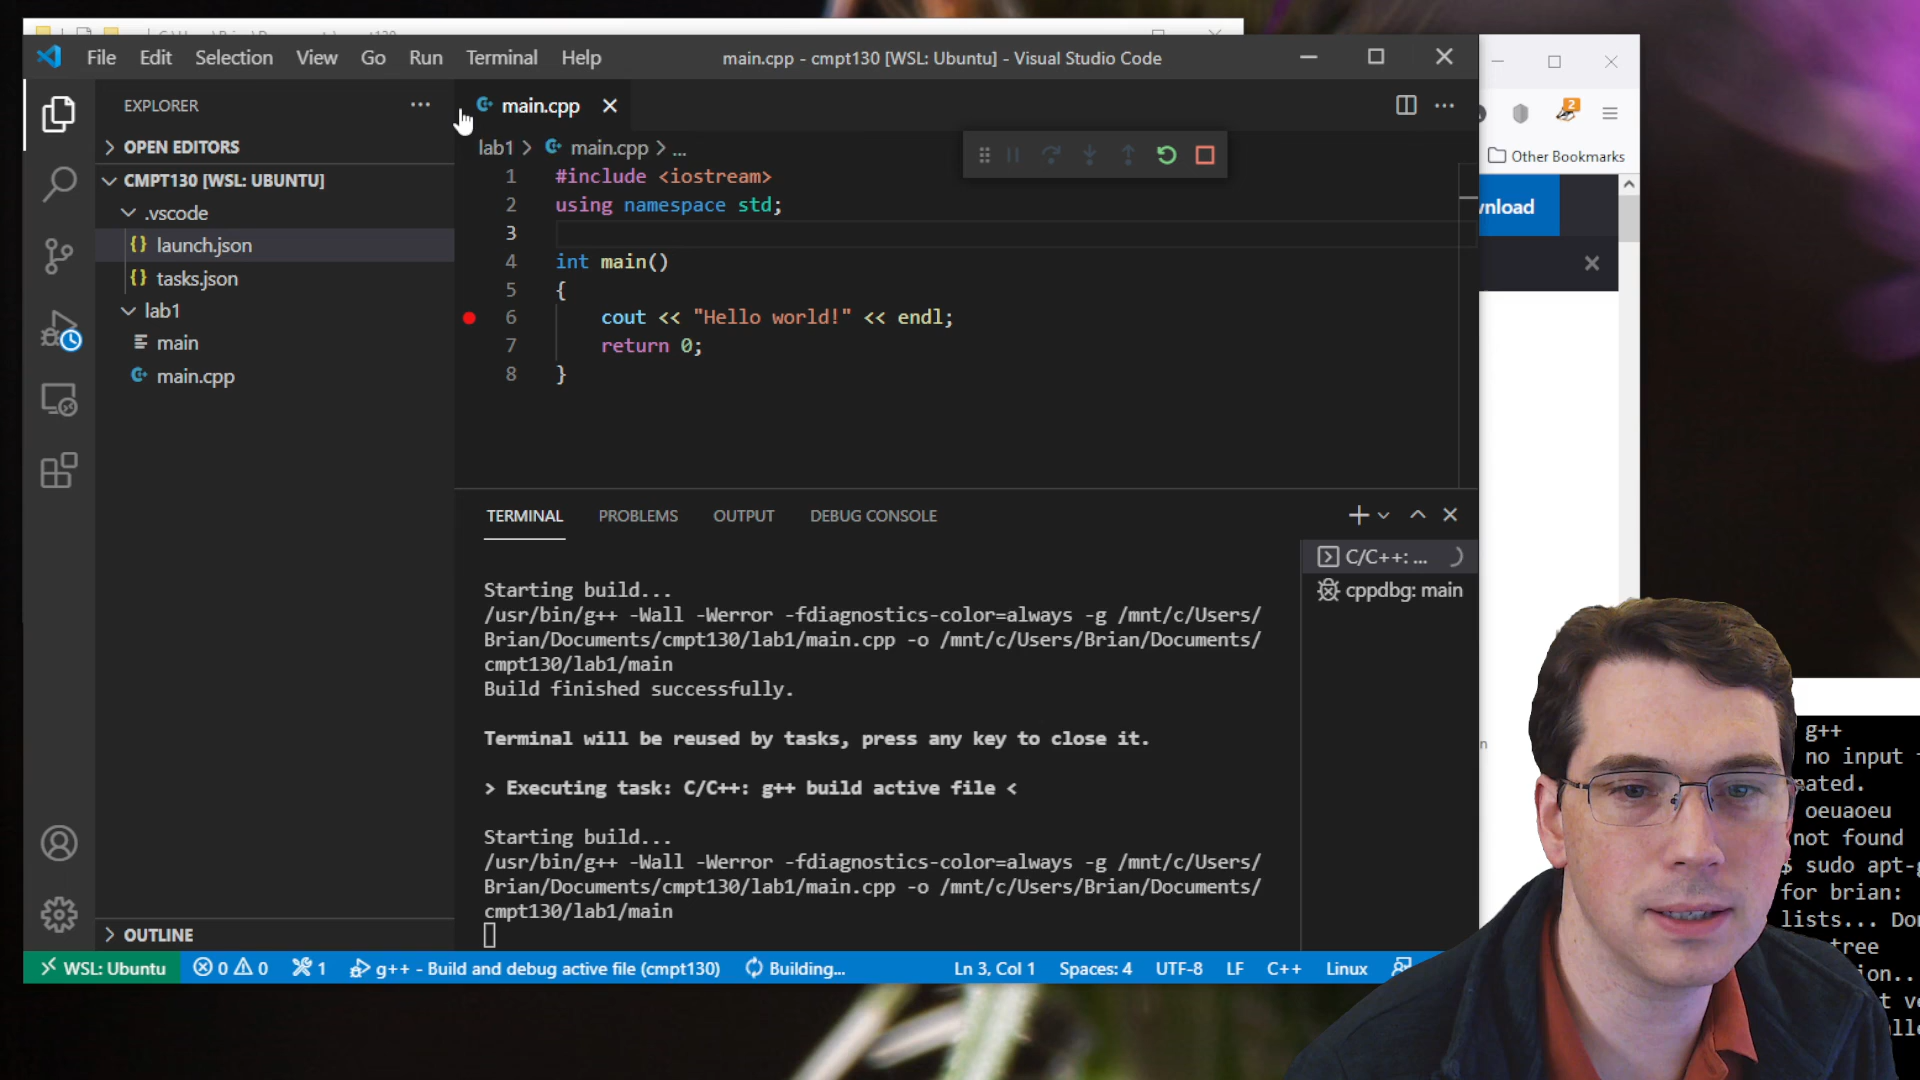 File Edit Selection View Go Run Terminal Help
main.cpp - cmpt130 [WSL: Ubuntu] - Visual Studio Code
EXPLORER
main.cpp
OPEN EDITORS
lab1 > main.cpp > ...
CMPT130 [WSL: UBUNTU]
.vscode
launch.json
tasks.json
lab1
main
main.cpp
1 #include <iostream>
2 using namespace std;
3
4 int main()
5 {
6 cout << "Hello world!" << endl;
7 return 0;
8 }
2
Other Bookmarks
TERMINAL PROBLEMS OUTPUT DEBUG CONSOLE
C/C++: ...
cppdbg: main
Starting build...
/usr/bin/g++ -Wall -Werror -fdiagnostics-color=always -g /mnt/c/Users/
Brian/Documents/cmpt130/lab1/main.cpp -o /mnt/c/Users/Brian/Documents/
cmpt130/lab1/main
Build finished successfully.
Terminal will be reused by tasks, press any key to close it.
> Executing task: C/C++: g++ build active file <
Starting build...
/usr/bin/g++ -Wall -Werror -fdiagnostics-color=always -g /mnt/c/Users/
Brian/Documents/cmpt130/lab1/main.cpp -o /mnt/c/Users/Brian/Documents/
cmpt130/lab1/main
OUTLINE
WSL: Ubuntu 0 0 1 g++ - Build and debug active file (cmpt130) Building... Ln 3, Col 1 Spaces: 4 UTF-8 LF C++ Linux
g++
no input
oeuaoeu
not found
$ sudo apt-g
for brian:
lists...
tree